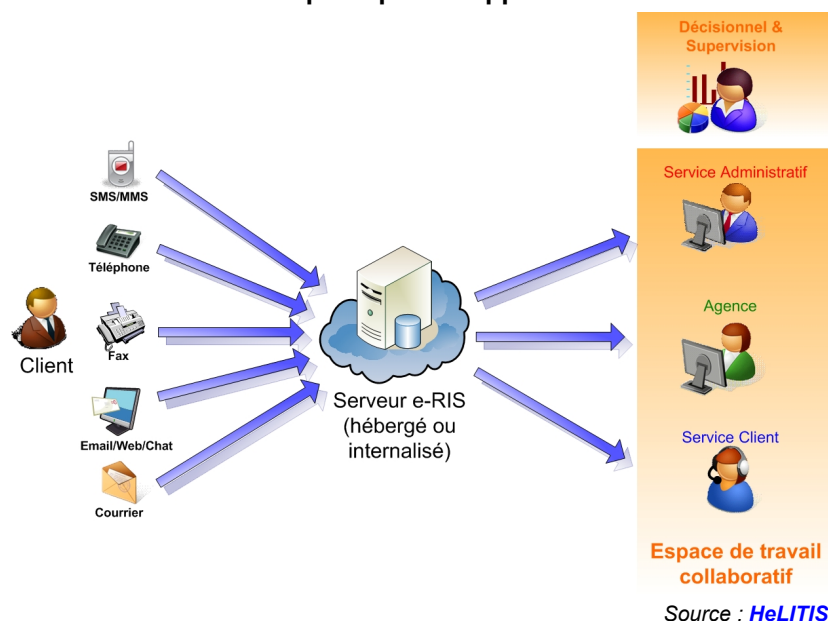 Décisionnel &
Supervision
SMS/MMS
Téléphone
Client
Fax
Email/Web/Chat
Courrier
Serveur e-RIS
(hébergé ou
internalisé)
Service Administratif
Agence
Service Client
Espace de travail
collaboratif
Source : HeLITIS